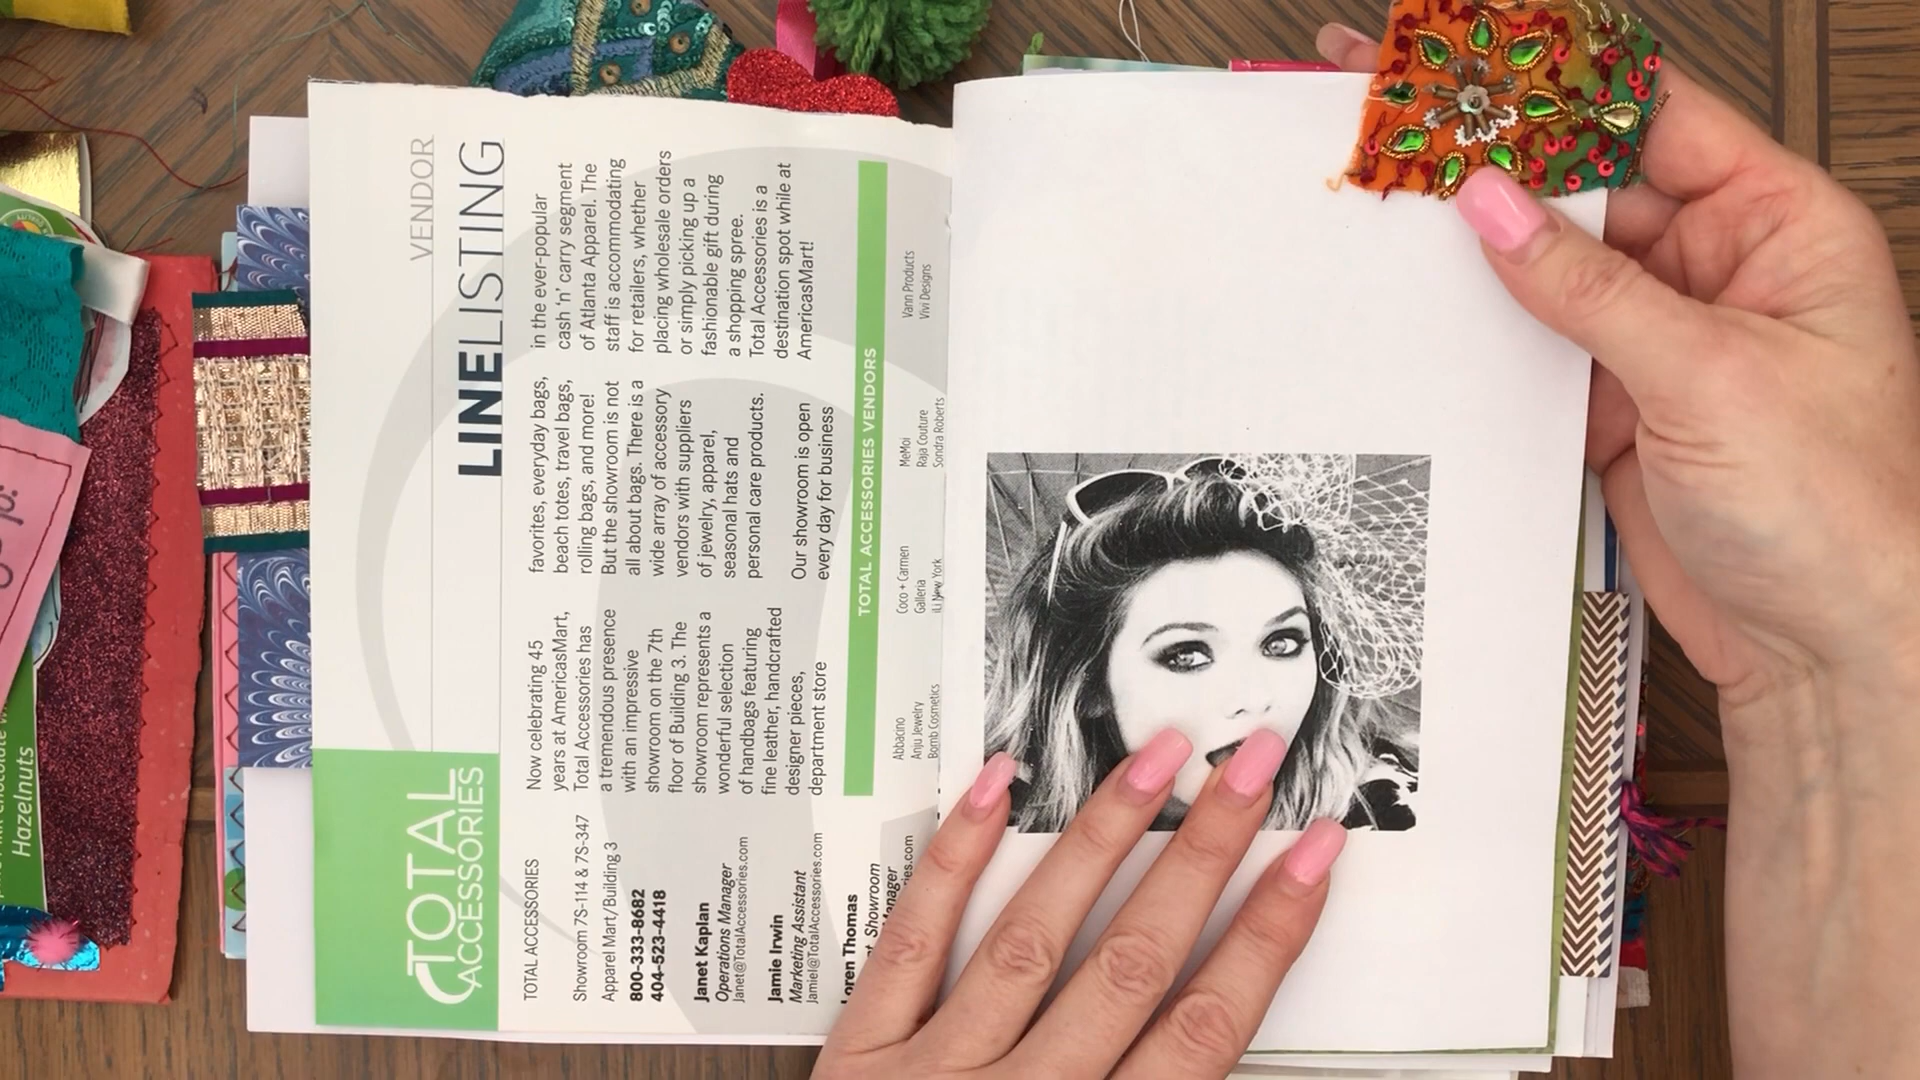 VENDOR
LINELISTING
TOTAL
ACCESSORIES
TOTAL ACCESSORIES
Showroom 7S-114 & 7S-347
Apparel Mart/Building 3
800-333-8682
404-523-4418
Janet Kaplan
Operations Manager
Janet@TotalAccessories.com
Jamie Irwin
Marketing Assistant
Jamiel@TotalAccessories.com
Loren Thomas
Showroom
Manager
ries.com
Now celebrating 45
years at AmericasMart,
Total Accessories has
a tremendous presence
with an impressive
showroom on the 7th
floor of Building 3. The
showroom represents a
wonderful selection
of handbags featuring
fine leather, handcrafted
designer pieces,
department store
favorites, everyday bags,
beach totes, travel bags,
rolling bags, and more!
But the showroom is not
all about bags. There is a
wide array of accessory
vendors with suppliers
of jewelry, apparel,
seasonal hats and
personal care products.
Our showroom is open
every day for business
in the ever-popular
cash 'n' carry segment
of Atlanta Apparel. The
staff is accommodating
for retailers, whether
placing wholesale orders
or simply picking up a
fashionable gift during
a shopping spree.
Total Accessories is a
destination spot while at
AmericasMart!
TOTAL ACCESSORIES VENDORS
Abbacino
Anju Jewelry
Bomb Cosmetics
Coco + Carmen
Galleria
iLi New York
MeMoi
Raja Couture
Sondra Roberts
Vann Products
Vivi Designs
Hazelnuts